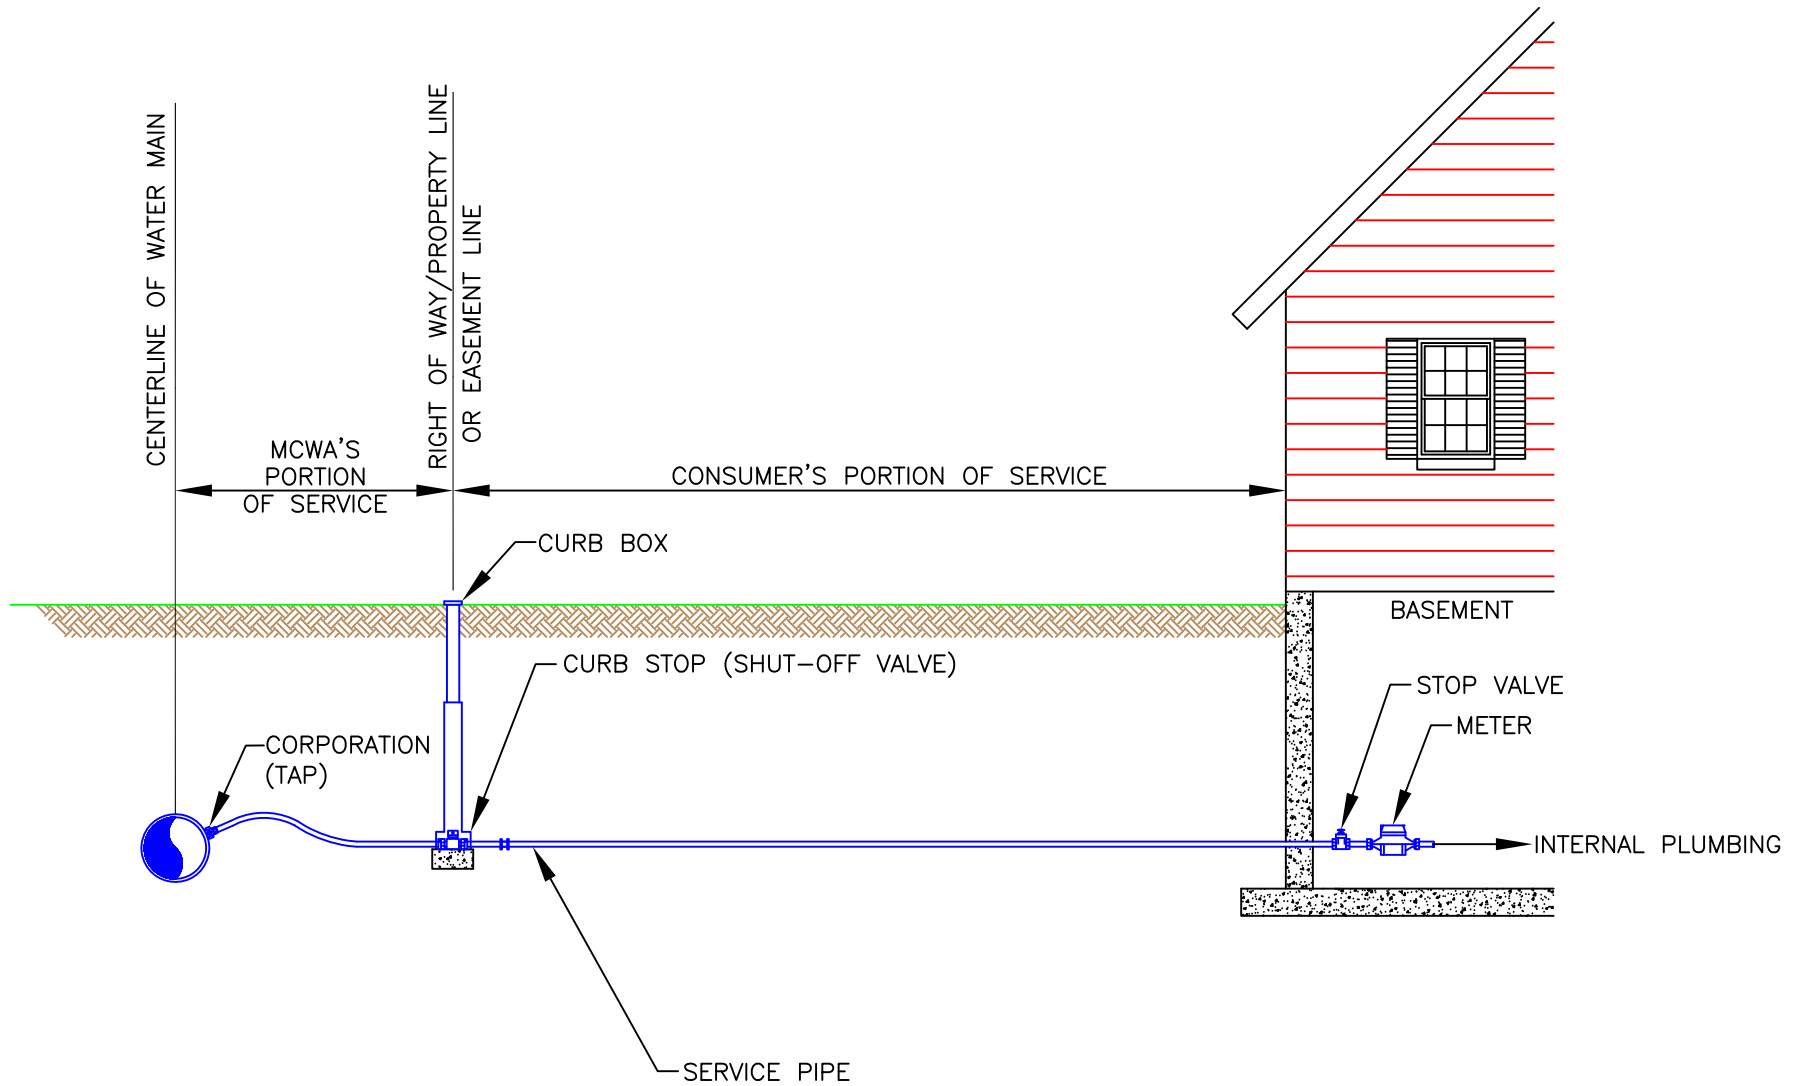 CENTERLINE OF WATER MAIN
RIGHT OF WAY/PROPERTY LINE
OR EASEMENT LINE
MCWA'S
PORTION
OF SERVICE
CONSUMER'S PORTION OF SERVICE
CURB BOX
BASEMENT
CURB STOP (SHUT-OFF VALVE)
STOP VALVE
METER
CORPORATION
(TAP)
INTERNAL PLUMBING
SERVICE PIPE